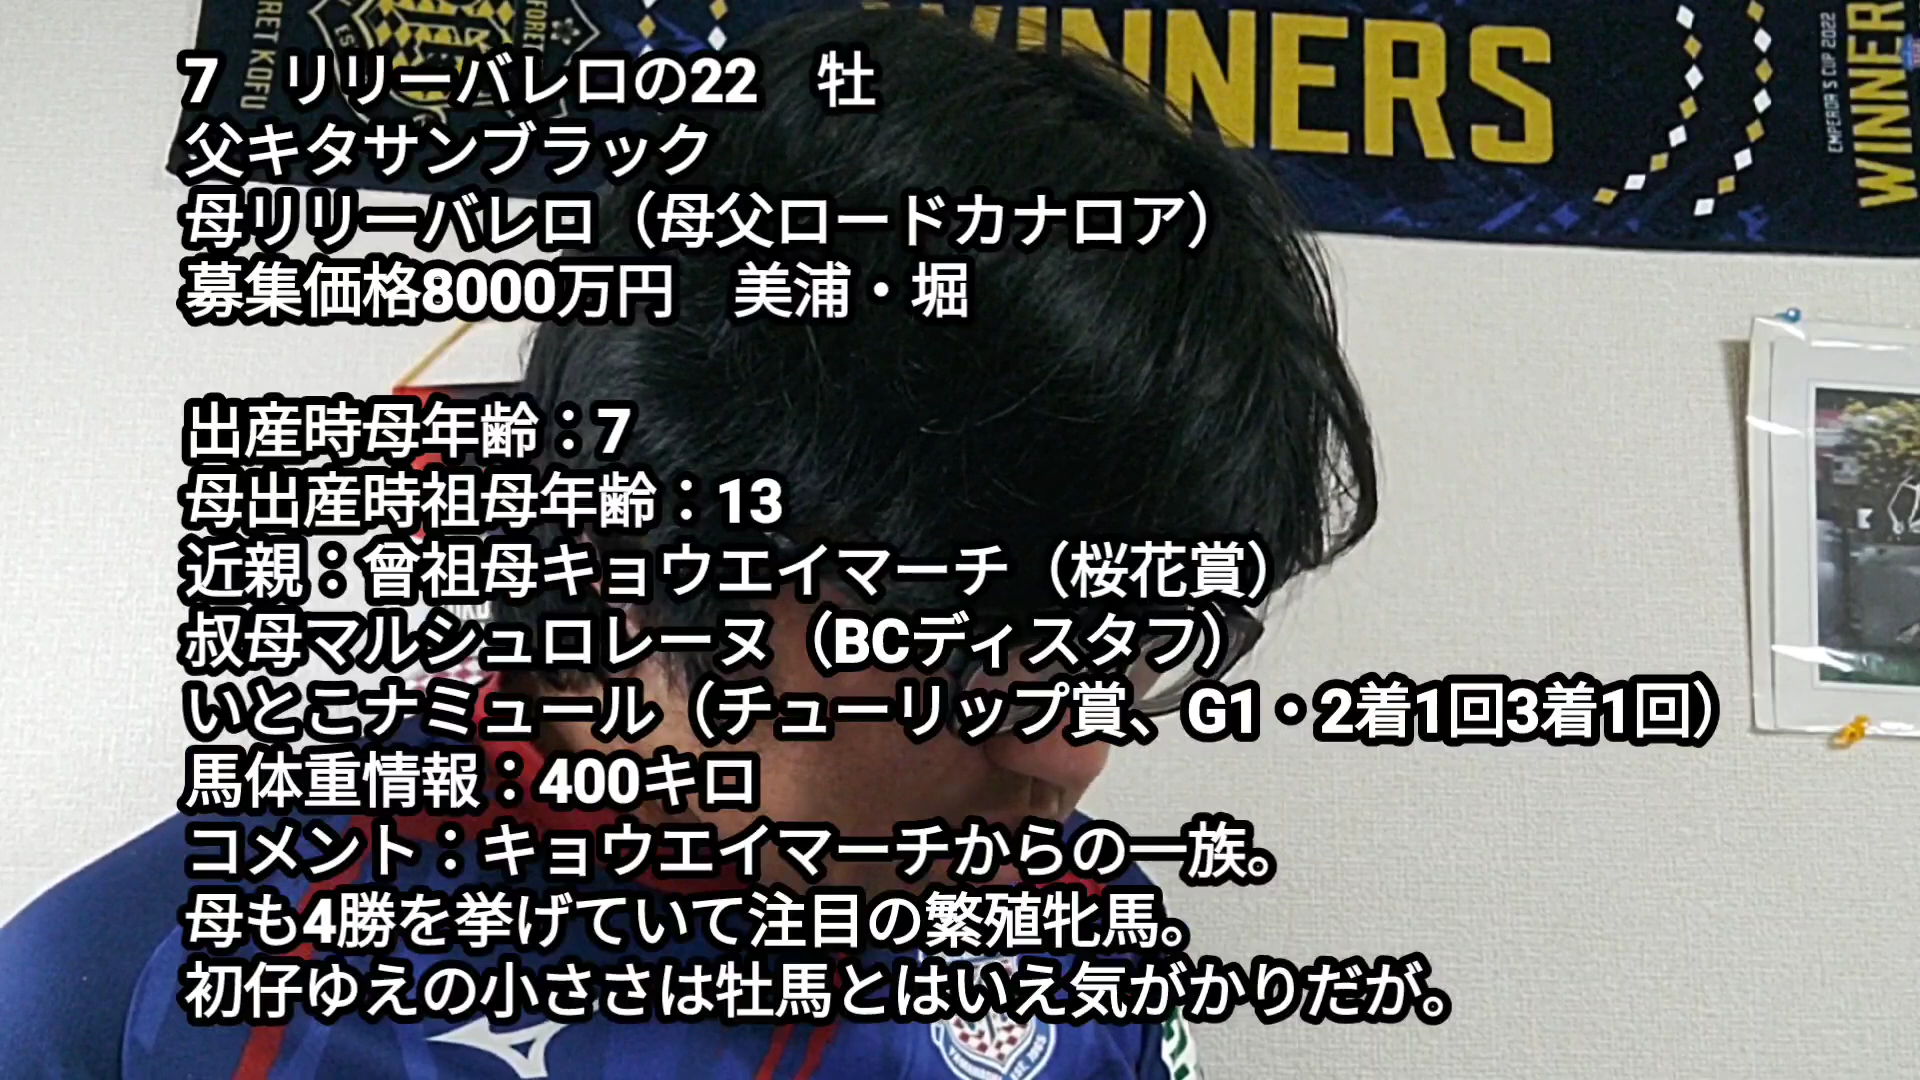 7　リリーバレロの22　牡
父キタサンブラック
母リリーバレロ（母父ロードカナロア）
募集価格8000万円　美浦・堀
出産時母年齢：7
母出産時祖母年齢：13
近親：曾祖母キョウエイマーチ（桜花賞）
叔母マルシュロレーヌ（BCディスタフ）
いとこナミュール（チューリップ賞、G1・2着1回3着1回）
馬体重情報：400キロ
コメント：キョウエイマーチからの一族。
母も4勝を挙げていて注目の繁殖牝馬。
初仔ゆえの小ささは牡馬とはいえ気がかりだが。
WINNERS
EMPEROR'S CUP 2022
WINNER